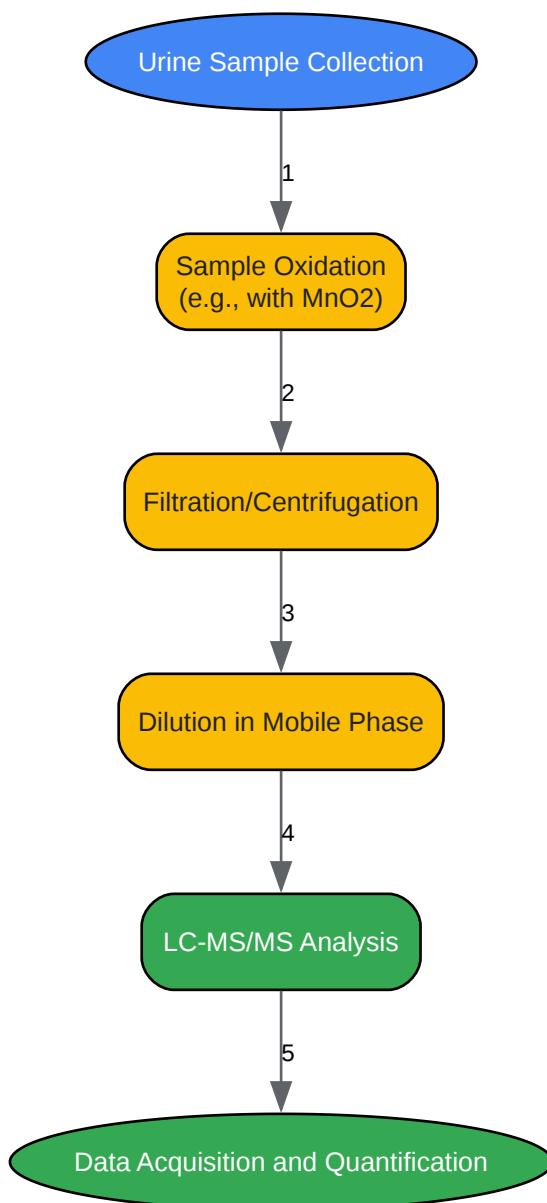 Urine Sample Collection
1
Sample Oxidation
(e.g., with MnO2)
2
Filtration/Centrifugation
3
Dilution in Mobile Phase
4
LC-MS/MS Analysis
5
Data Acquisition and Quantification